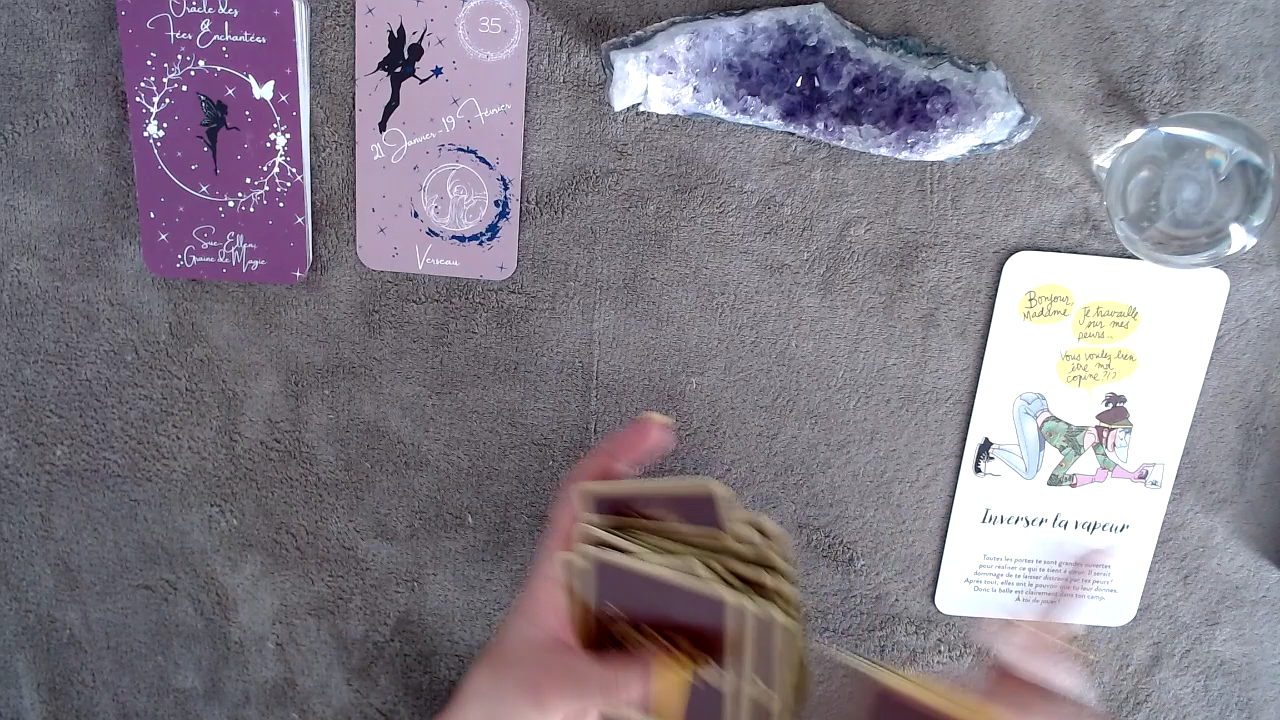 Oracle des
Fées Enchantées
Sue-Ellen
Graine de Magie
35
21 Janvier-19 Février
Verseau
Bonjour,
Madame
Je travaille
sur mes
peurs...
Vous voulez bien
être ma
copine?!?
Inverser la vapeur
Toutes les portes te sont grandes ouvertes
pour réaliser ce qui te tient à cœur. Il serait
dommage de te laisser distraire par tes peurs!
Après tout, elles ont le pouvoir que tu leur donnes.
Donc la balle est clairement dans ton camp.
À toi de jouer!